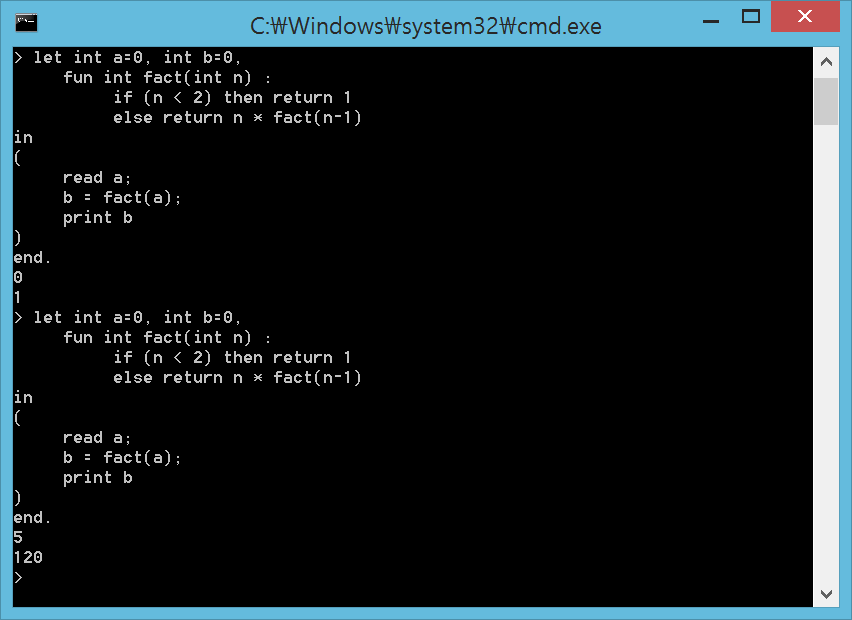 C:₩Windows₩system32₩cmd.exe
> let int a=0, int b=0,
     fun int fact(int n) :
          if (n < 2) then return 1
          else return n * fact(n-1)
in
(
     read a;
     b = fact(a);
     print b
)
end.
0
1
> let int a=0, int b=0,
     fun int fact(int n) :
          if (n < 2) then return 1
          else return n * fact(n-1)
in
(
     read a;
     b = fact(a);
     print b
)
end.
5
120
>